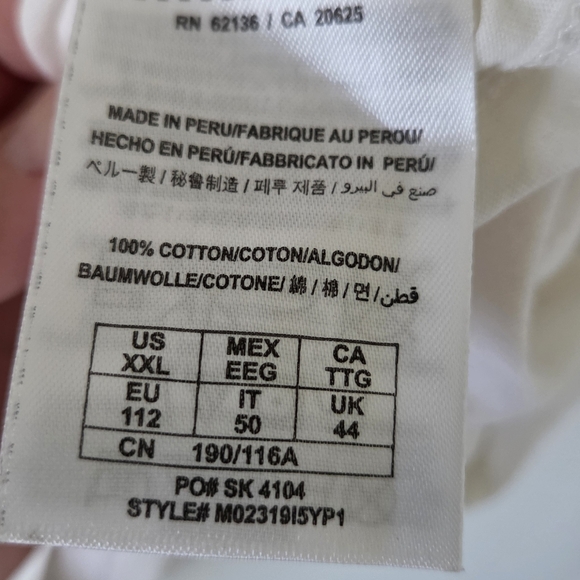 RN 62136 / CA 20625
MADE IN PERU/FABRIQUE AU PEROU/
HECHO EN PERÚ/FABBRICATO IN PERÚ/
ペルー製 / 秘鲁制造 / 페루 제품 / صنع في البيرو
100% COTTON/COTON/ALGODON/
BAUMWOLLE/COTONE/ 綿 / 棉 / 면 / قطن
US MEX CA
XXL EEG TTG
EU IT UK
112 50 44
CN 190/116A
PO# SK 4104
STYLE# M02319I5YP1